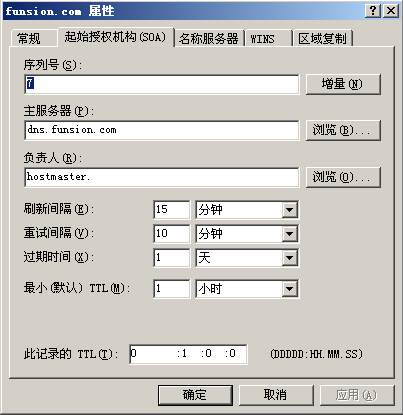 funsion.com 属性
常规 起始授权机构(SOA) 名称服务器 WINS 区域复制
序列号(S):
7 增量(N)
主服务器(P):
dns.funsion.com 浏览(B)...
负责人(R):
hostmaster. 浏览(O)...
刷新间隔(E): 15 分钟
重试间隔(V): 10 分钟
过期时间(X): 1 天
最小(默认) TTL(M): 1 小时
此记录的 TTL(T): 0 :1 :0 :0 (DDDDD:HH.MM.SS)
确定 取消 应用(A)